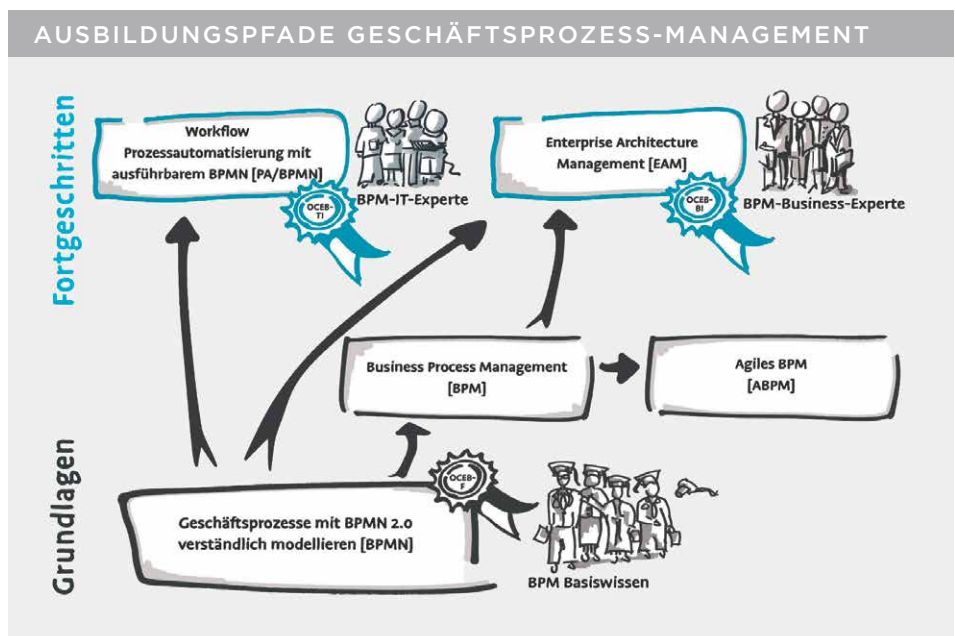 AUSBILDUNGSPFADE GESCHÄFTSPROZESS-MANAGEMENT
Fortgeschritten
Workflow
Prozessautomatisierung mit
ausführbarem BPMN [PA/BPMN]
OCEB-
TI
BPM-IT-Experte
Enterprise Architecture
Management [EAM]
OCEB-
BI
BPM-Business-Experte
Business Process Management
[BPM]
Agiles BPM
[ABPM]
Grundlagen
OCEB-
F
Geschäftsprozesse mit BPMN 2.0
verständlich modellieren [BPMN]
BPM Basiswissen